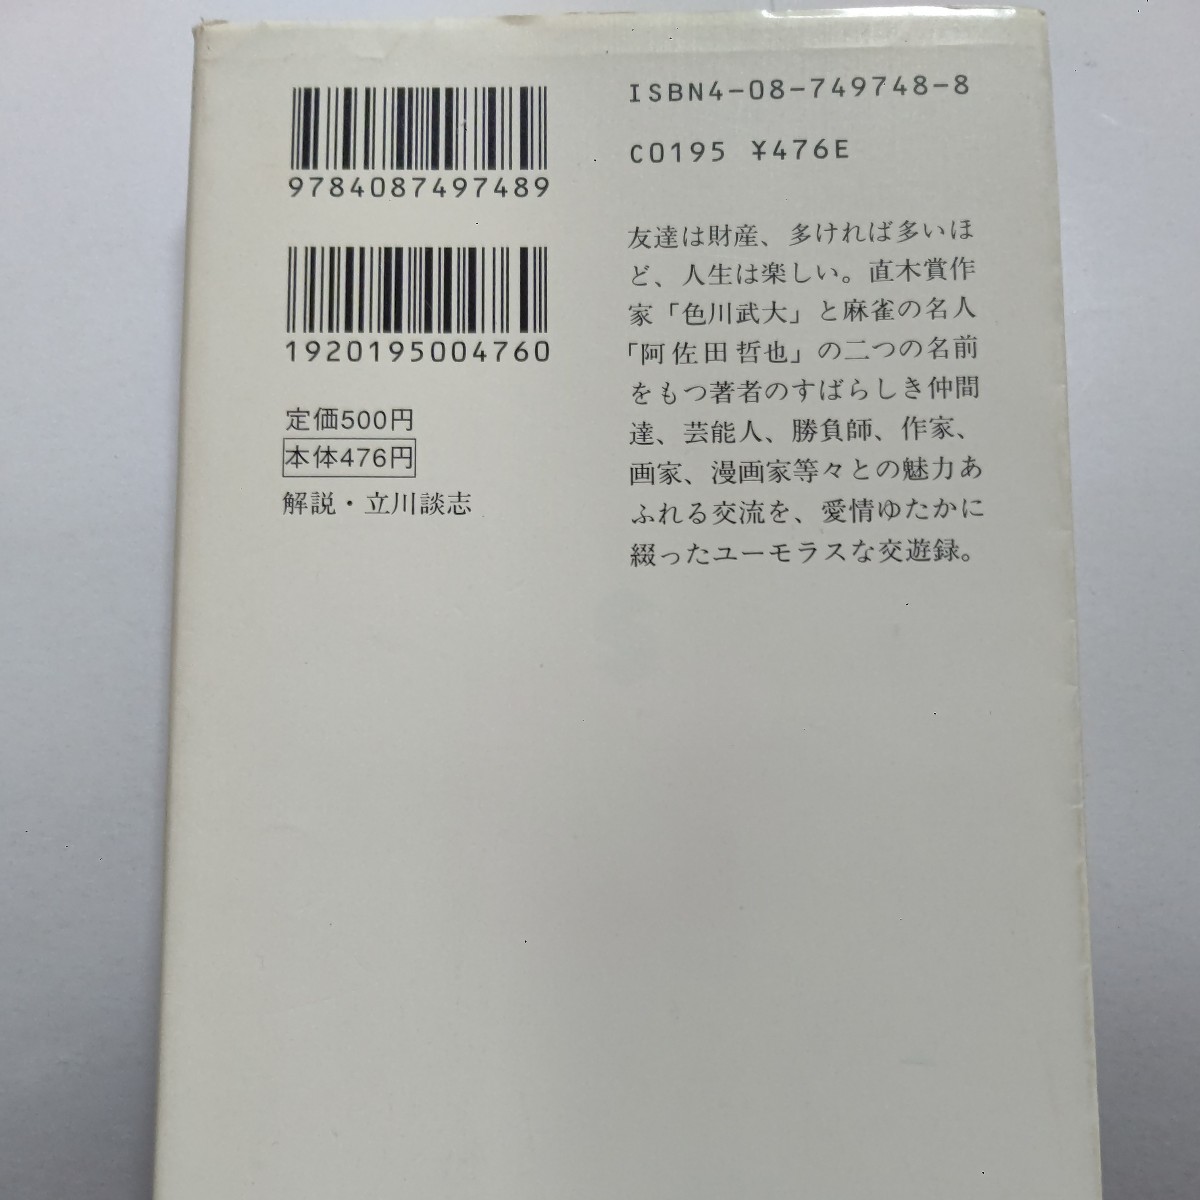 9784087497489
1920195004760
定価500円
本体476円
解説・立川談志
ISBN4-08-749748-8
C0195 ¥476E
友達は財産、多ければ多いほ
ど、人生は楽しい。直木賞作
家「色川武大」と麻雀の名人
「阿佐田哲也」の二つの名前
をもつ著者のすばらしき仲間
達、芸能人、勝負師、作家、
画家、漫画家等々との魅力あ
ふれる交流を、愛情ゆたかに
綴ったユーモラスな交遊録。